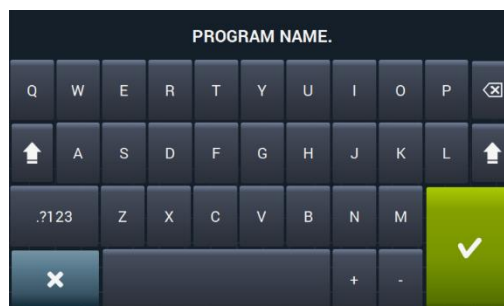 PROGRAM NAME.
Q W E R T Y U I O P
A S D F G H J K L
.?123 Z X C V B N M
+ -